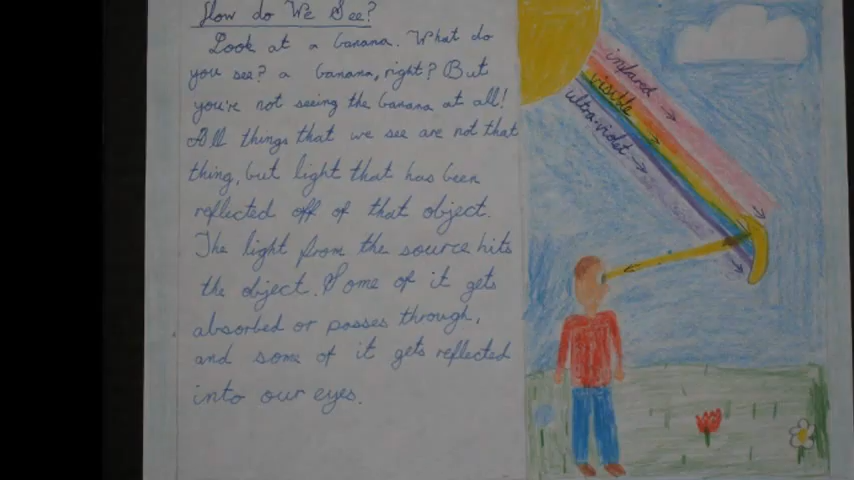 How do We See?
Look at a banana. What do
you see? a banana, right? But
you're not seeing the banana at all!
All things that we see are not that
thing, but light that has been
reflected off of that object.
The light from the source hits
the object. Some of it gets
absorbed or passes through,
and some of it gets reflected
into our eyes.
infared
visible
ultra-violet